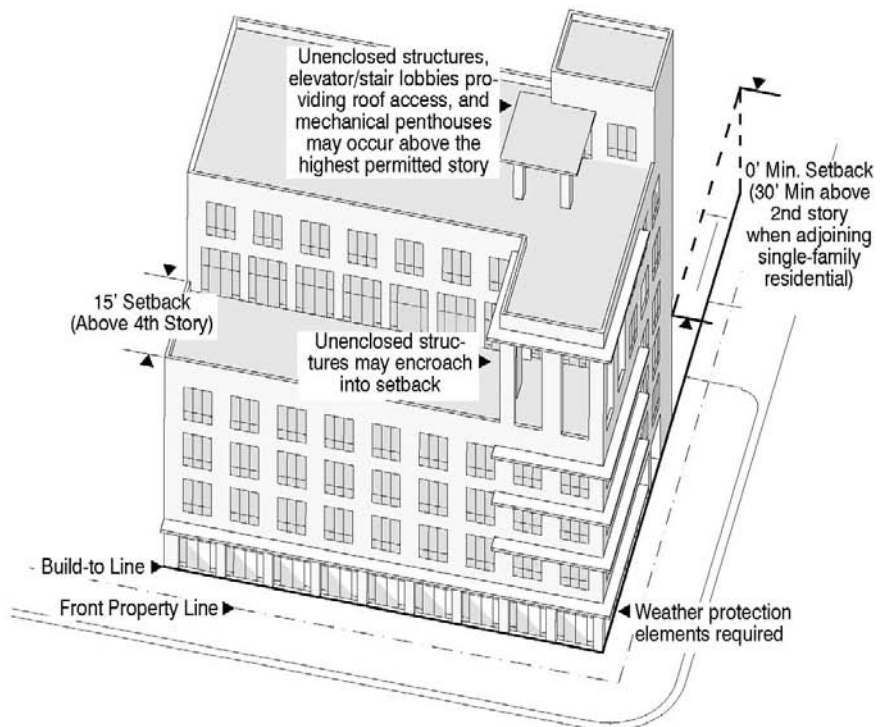 Unenclosed structures,
elevator/stair lobbies pro-
viding roof access, and
mechanical penthouses
may occur above the
highest permitted story
0' Min. Setback
(30' Min above
2nd story
when adjoining
single-family
residential)
15' Setback
(Above 4th Story)
Unenclosed struc-
tures may encroach
into setback
Build-to Line
Front Property Line
Weather protection
elements required